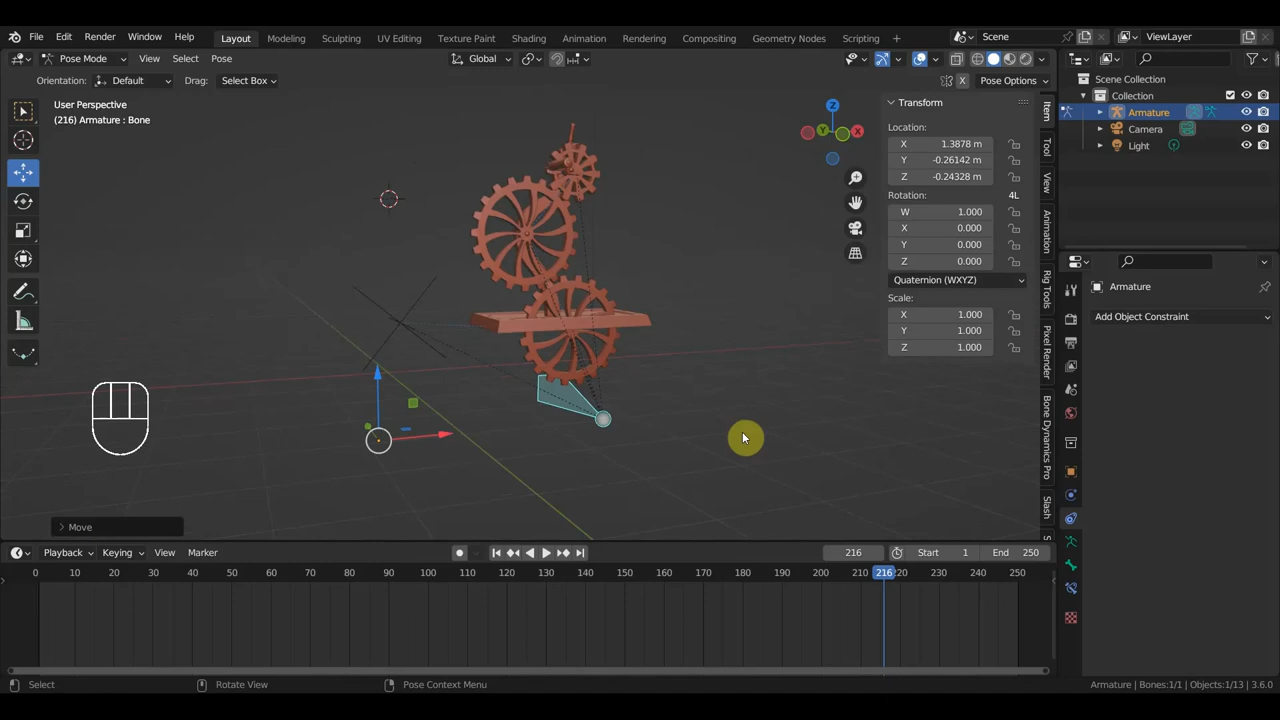 File Edit Render Window Help Layout Modeling Sculpting UV Editing Texture Paint Shading Animation Rendering Compositing Geometry Nodes Scripting + Scene ViewLayer
Pose Mode View Select Pose Global
Orientation: Default Drag: Select Box X Pose Options
User Perspective
(216) Armature : Bone
Z
Y
X
Transform
Location:
X 1.3878 m
Y -0.26142 m
Z -0.24328 m
Rotation: 4L
W 1.000
X 0.000
Y 0.000
Z 0.000
Quaternion (WXYZ)
Scale:
X 1.000
Y 1.000
Z 1.000
Item
Tool
View
Animation
Rig Tools
Pixel Render
Bone Dynamics Pro
Slash
S
Scene Collection
Collection
Armature
Camera
Light
Armature
Add Object Constraint
Move
Playback Keying View Marker 216 Start 1 End 250
0 10 20 30 40 50 60 70 80 90 100 110 120 130 140 150 160 170 180 190 200 210 216 220 230 240 250
Select Rotate View Pose Context Menu Armature | Bones:1/1 | Objects:1/13 | 3.6.0